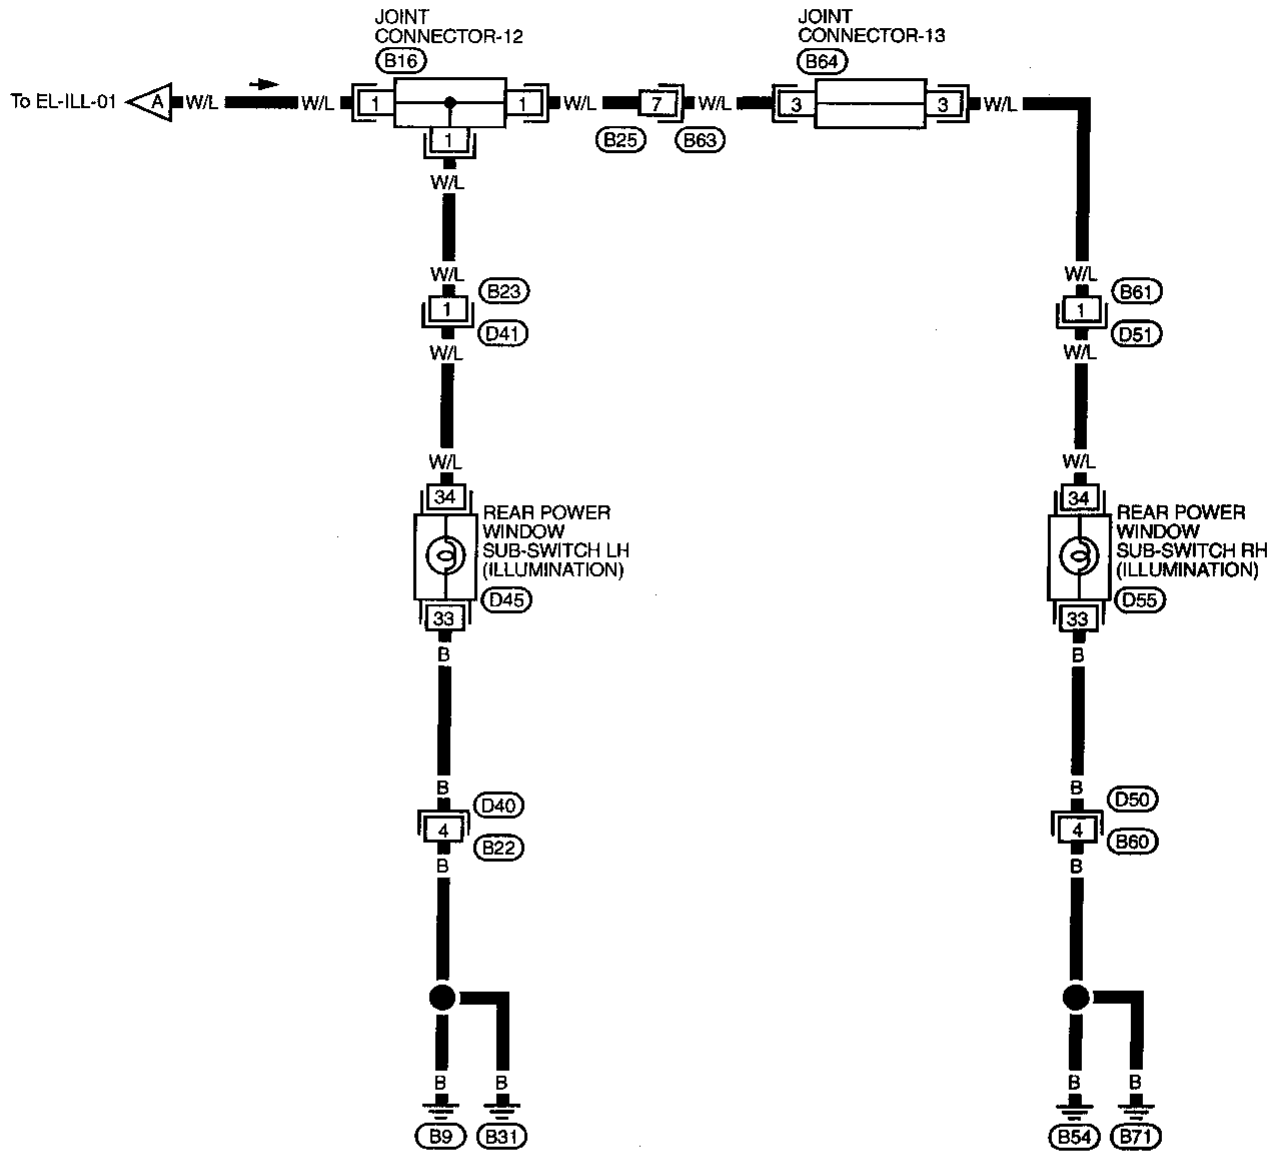 JOINT
CONNECTOR-12
B16
JOINT
CONNECTOR-13
B64
To EL-ILL-01 A W/L W/L 1 1 W/L 7 W/L 3 3 W/L
1
B25 B63
W/L
W/L W/L
1 B23 1 B61
D41 D51
W/L W/L
W/L W/L
34 34
REAR POWER
WINDOW
SUB-SWITCH LH
(ILLUMINATION)
D45
REAR POWER
WINDOW
SUB-SWITCH RH
(ILLUMINATION)
D55
33 33
B B
B B
D40 D50
4 4
B22 B60
B B
B B B B
B9 B31 B54 B71